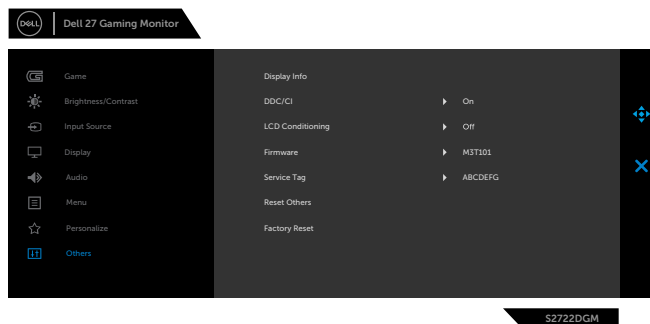 DELL Dell 27 Gaming Monitor
Game Display Info
Brightness/Contrast DDC/CI On
Input Source LCD Conditioning Off
Display Firmware M3T101
Audio Service Tag ABCDEFG
Menu Reset Others
Personalize Factory Reset
Others
S2722DGM